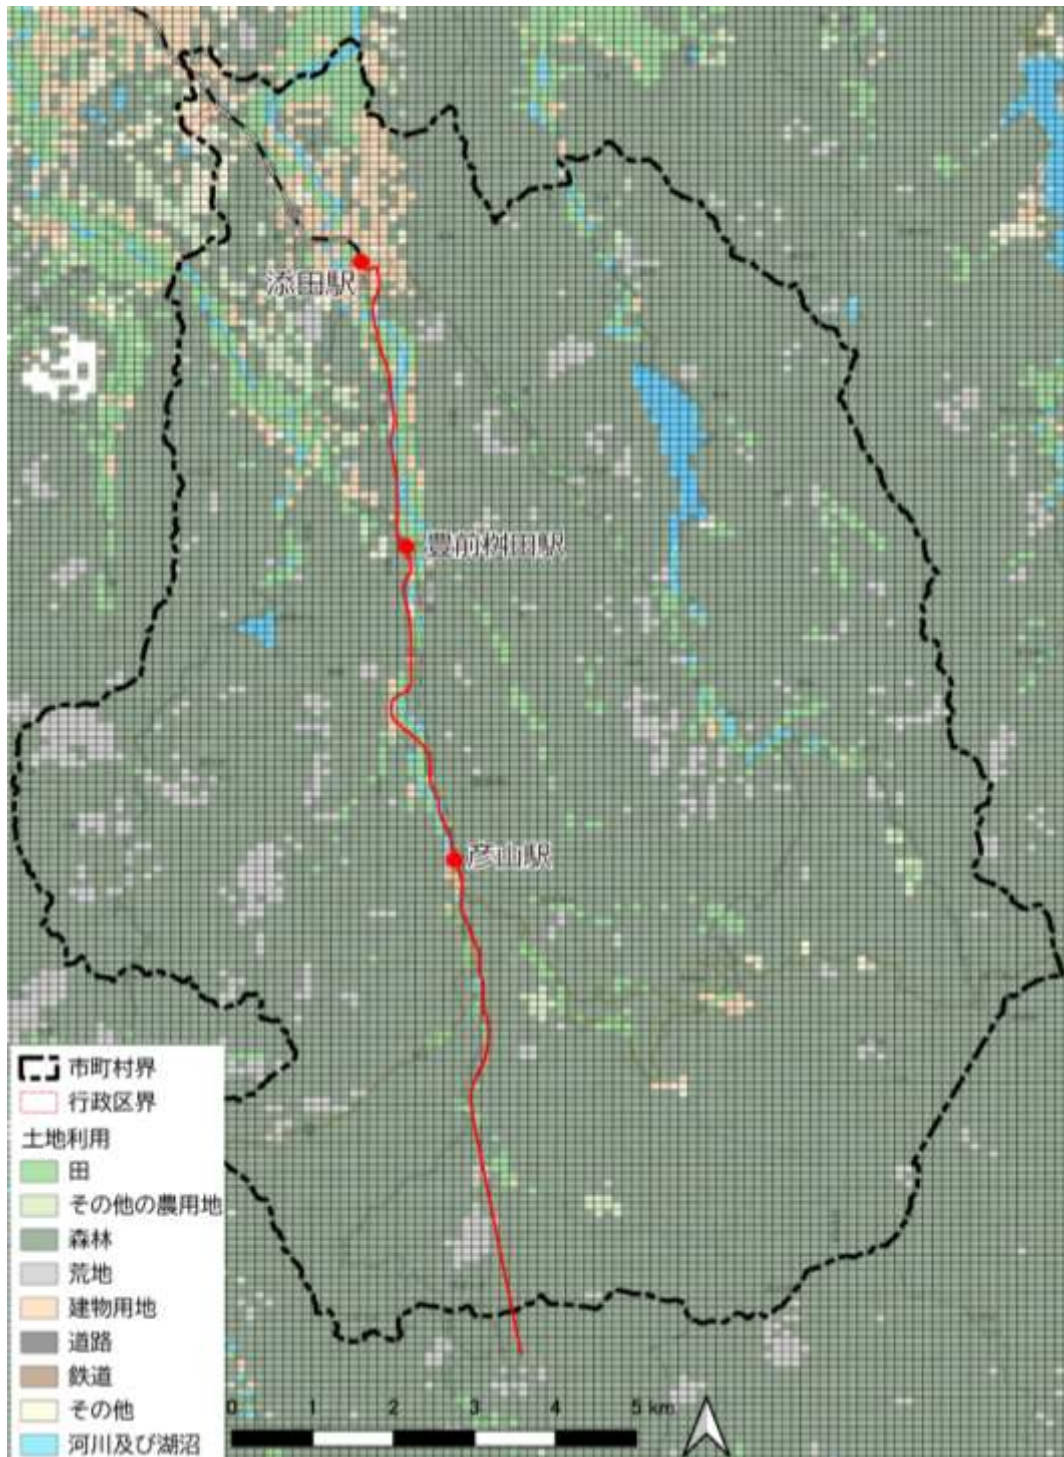 添田駅
豊前桝田駅
彦山駅
市町村界
行政区界
土地利用
田
その他の農用地
森林
荒地
建物用地
道路
鉄道
その他
河川及び湖沼
0 1 2 3 4 5 km